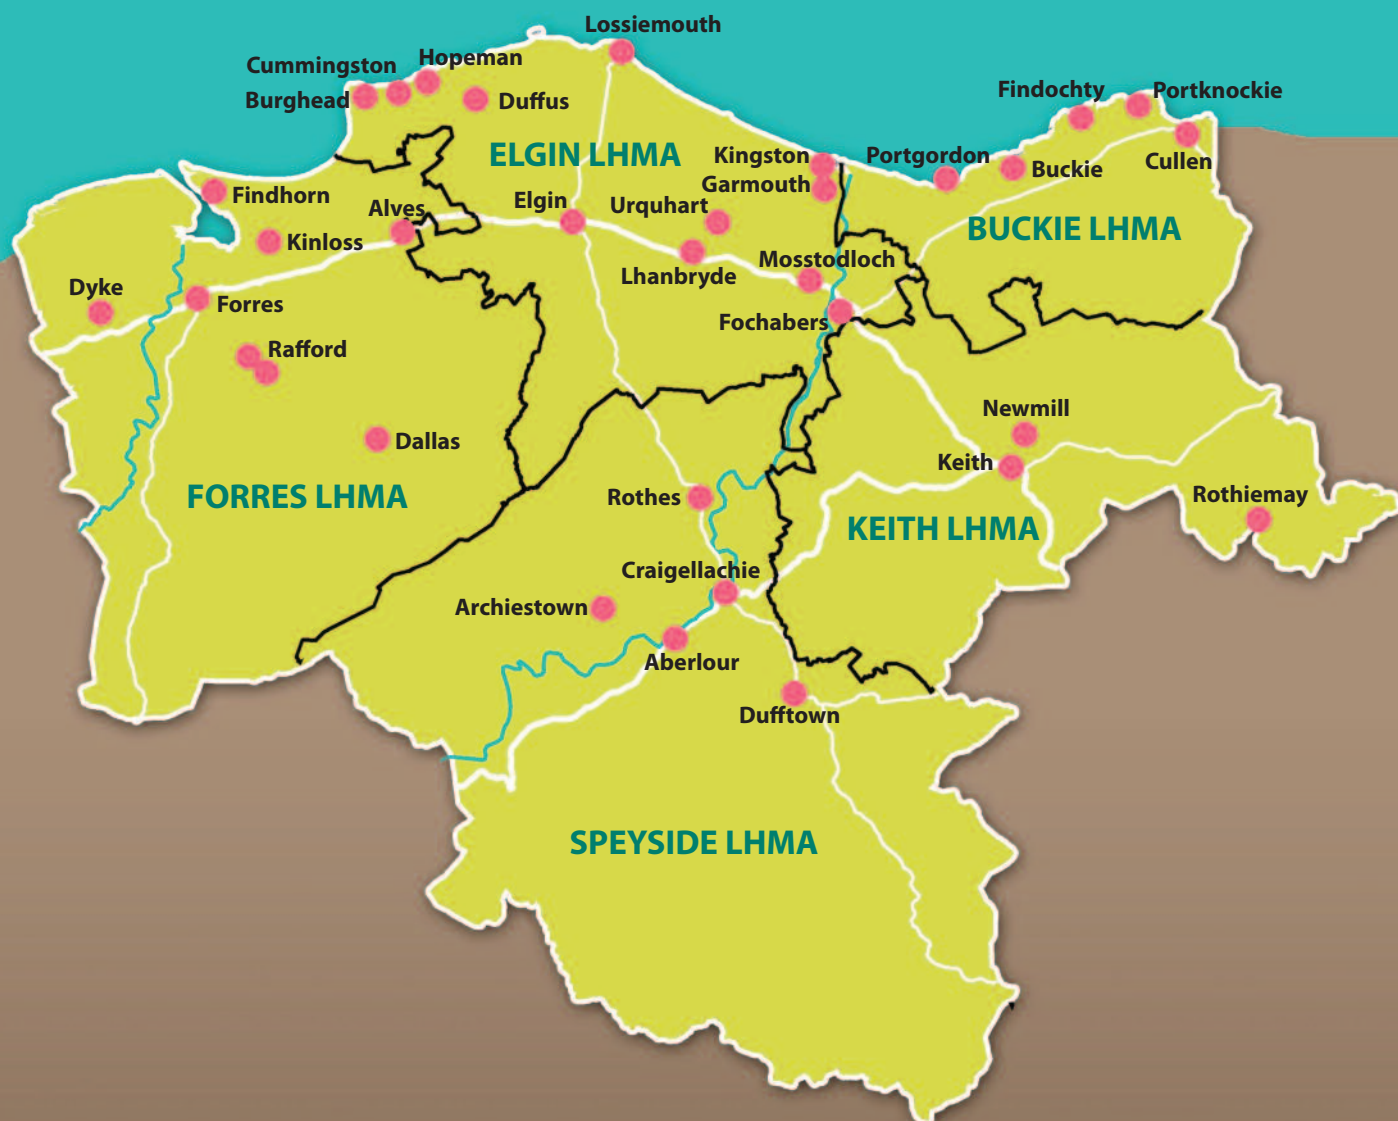 Lossiemouth
Hopeman
Cummingston
Burghead
Duffus
Findochty
Portknockie
ELGIN LHMA
Kingston
Portgordon
Buckie
Cullen
Findhorn
Garmouth
Alves
Elgin
Urquhart
BUCKIE LHMA
Kinloss
Mosstodloch
Lhanbryde
Dyke
Forres
Fochabers
Rafford
Newmill
Dallas
Keith
FORRES LHMA
Rothes
Rothiemay
KEITH LHMA
Craigellachie
Archiestown
Aberlour
Dufftown
SPEYSIDE LHMA